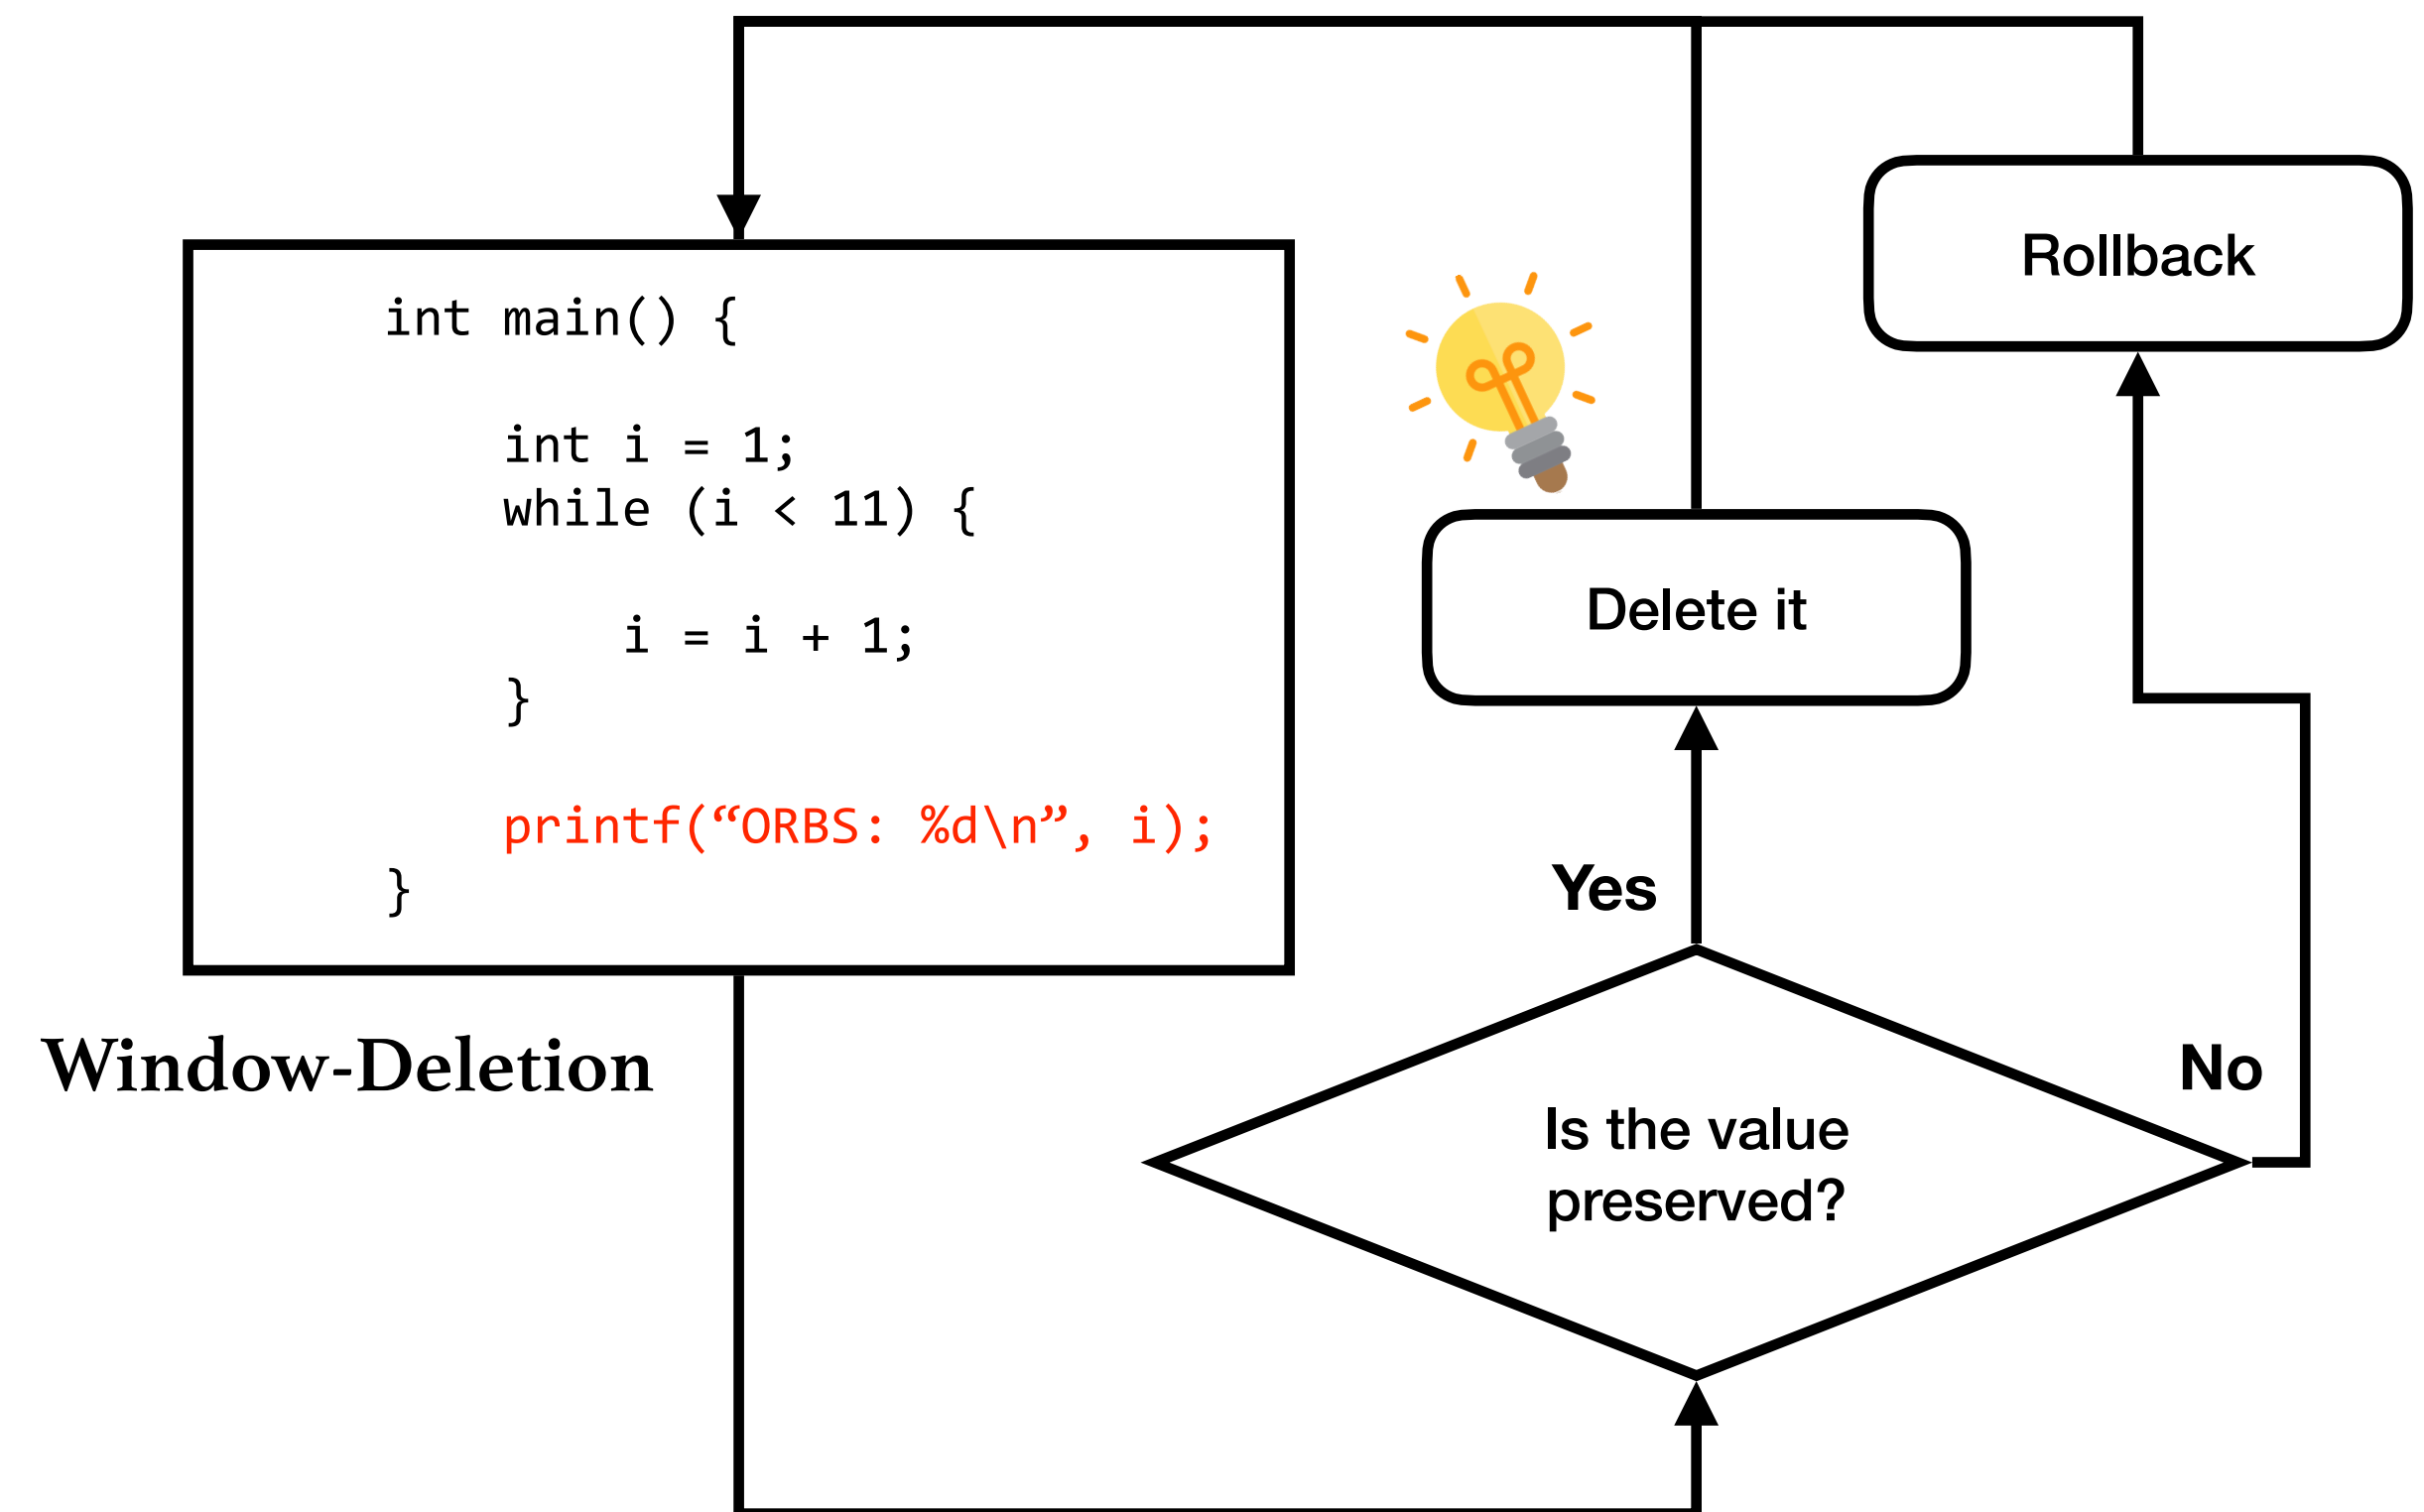 int main() {
int i = 1;
while (i < 11) {
i = i + 1;
}
printf(“ORBS: %d\n”, i);
}
Window-Deletion
Rollback
Delete it
Yes
No
Is the value
preserved?